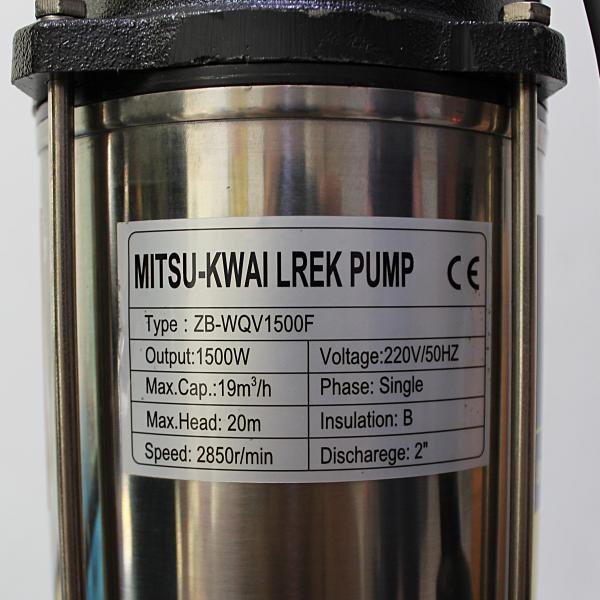 MITSU-KWAI LREK PUMP CE
Type : ZB-WQV1500F
Output:1500W Voltage:220V/50HZ
Max.Cap.:19m³/h Phase: Single
Max.Head: 20m Insulation: B
Speed: 2850r/min Discharege: 2"